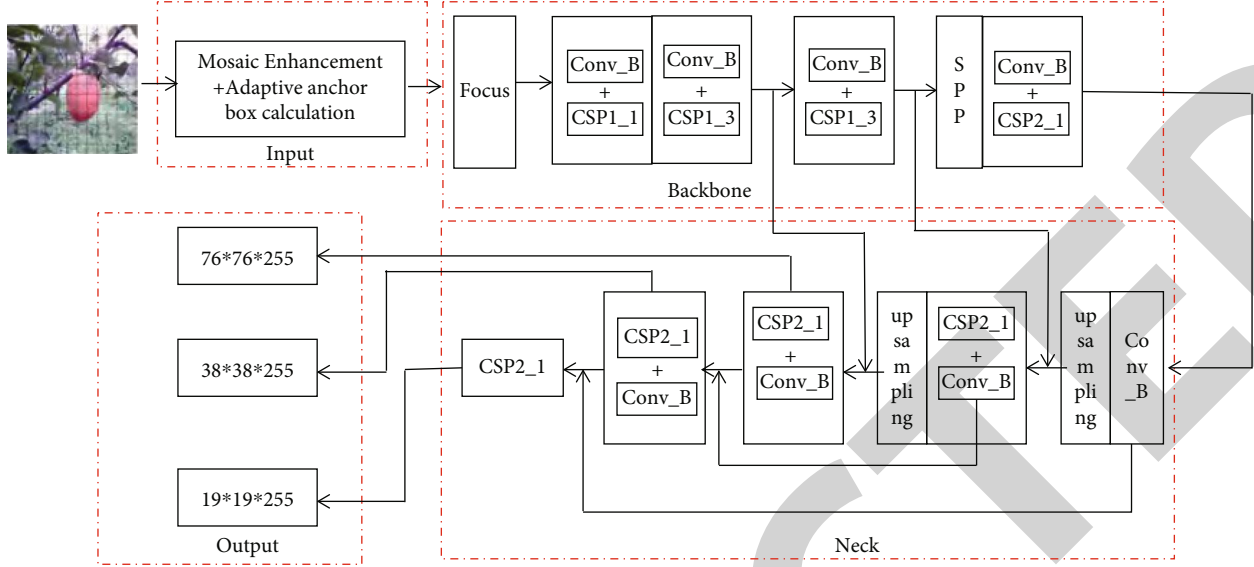 Mosaic Enhancement
+Adaptive anchor
box calculation
Input
Focus
Conv_B
+
CSP1_1
Conv_B
+
CSP1_3
Conv_B
+
CSP1_3
S
P
P
Conv_B
+
CSP2_1
Backbone
76*76*255
38*38*255
19*19*255
Output
CSP2_1
CSP2_1
+
Conv_B
CSP2_1
+
Conv_B
up
sa
m
pli
ng
CSP2_1
+
Conv_B
up
sa
m
pli
ng
Co
nv
_B
Neck
CTED